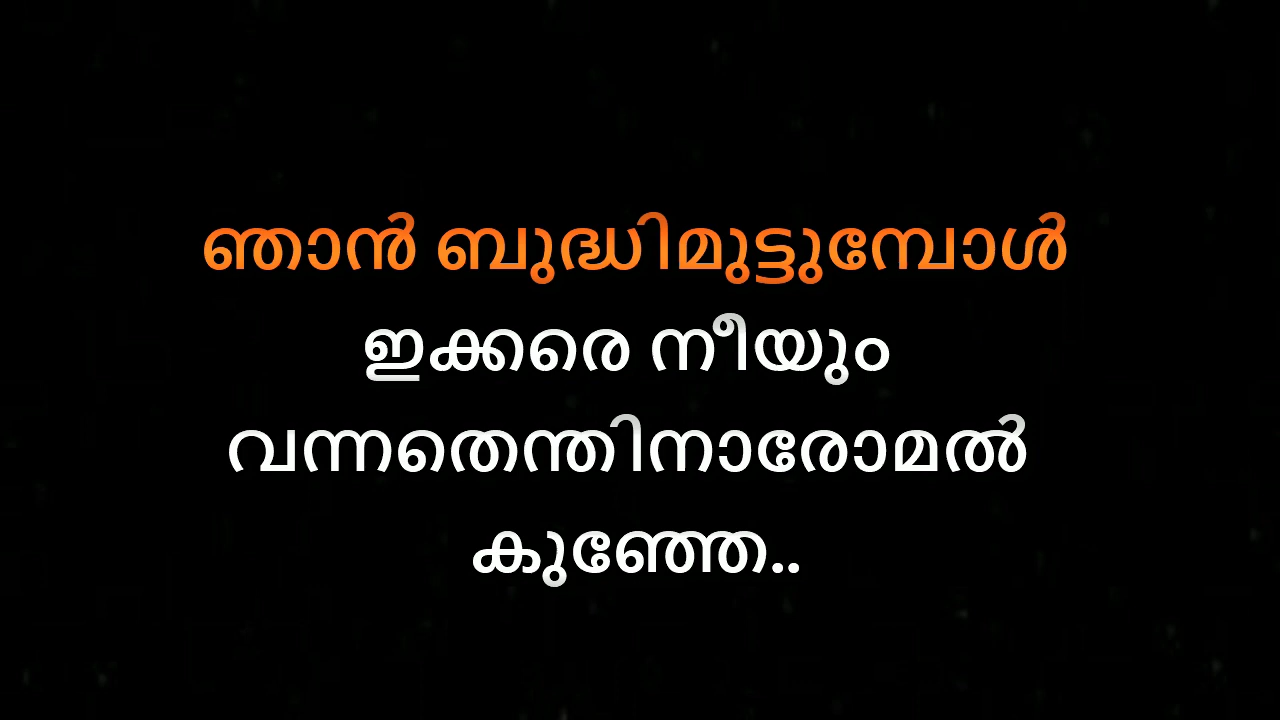 ഞാൻ ബുദ്ധിമുട്ടുമ്പോൾ
ഇക്കരെ നീയും
വന്നതെന്തിനാരോമൽ
കുഞ്ഞേ..